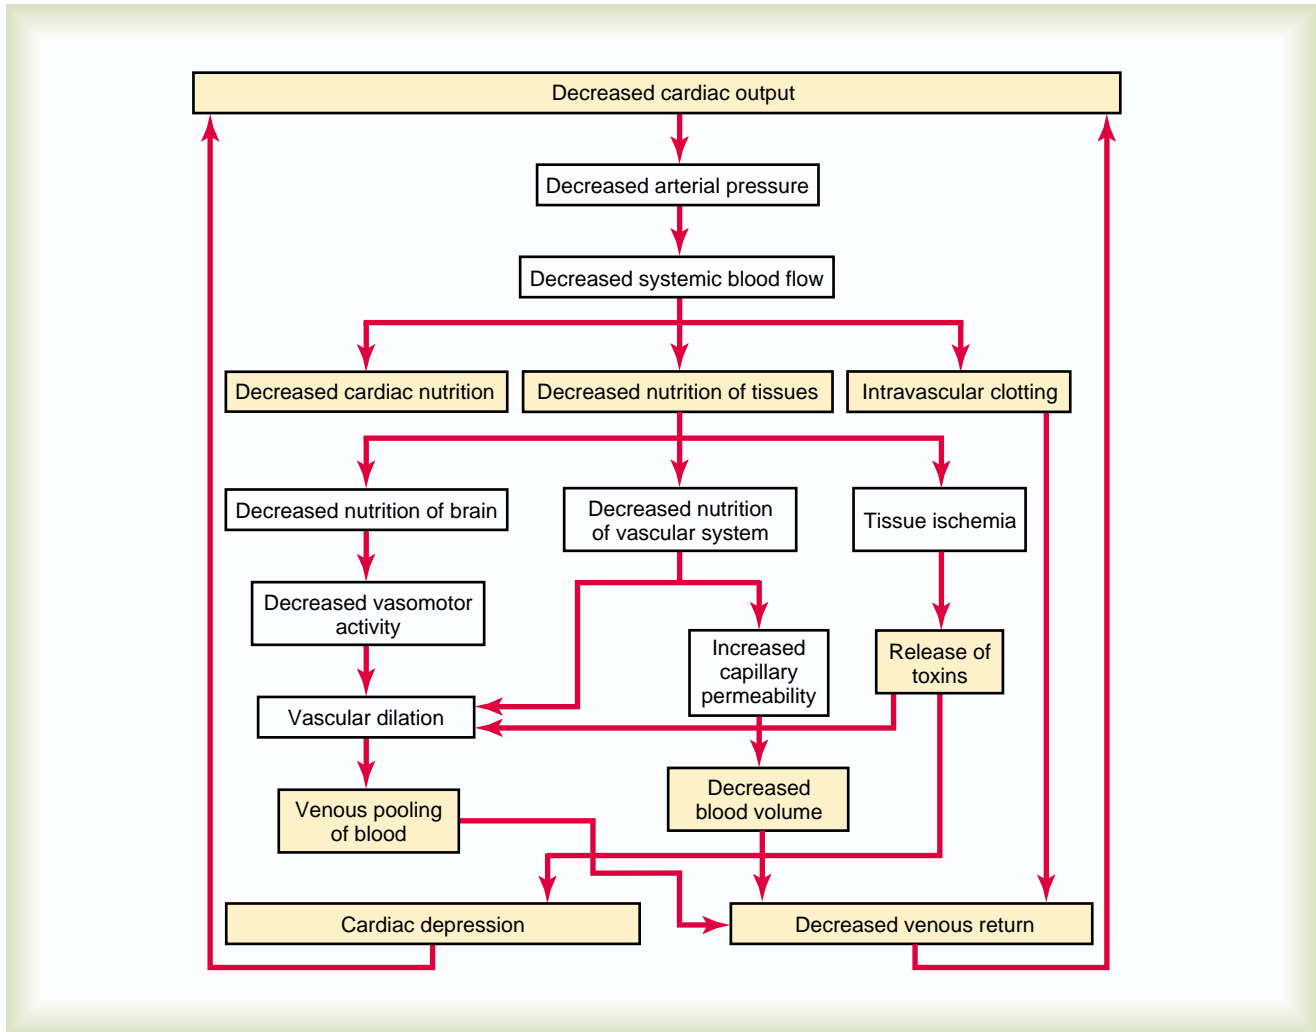 Decreased cardiac output
Decreased arterial pressure
Decreased systemic blood flow
Decreased cardiac nutrition
Decreased nutrition of tissues
Intravascular clotting
Decreased nutrition of brain
Decreased nutrition
of vascular system
Tissue ischemia
Decreased vasomotor
activity
Increased
capillary
permeability
Release of
toxins
Vascular dilation
Venous pooling
of blood
Decreased
blood volume
Cardiac depression
Decreased venous return